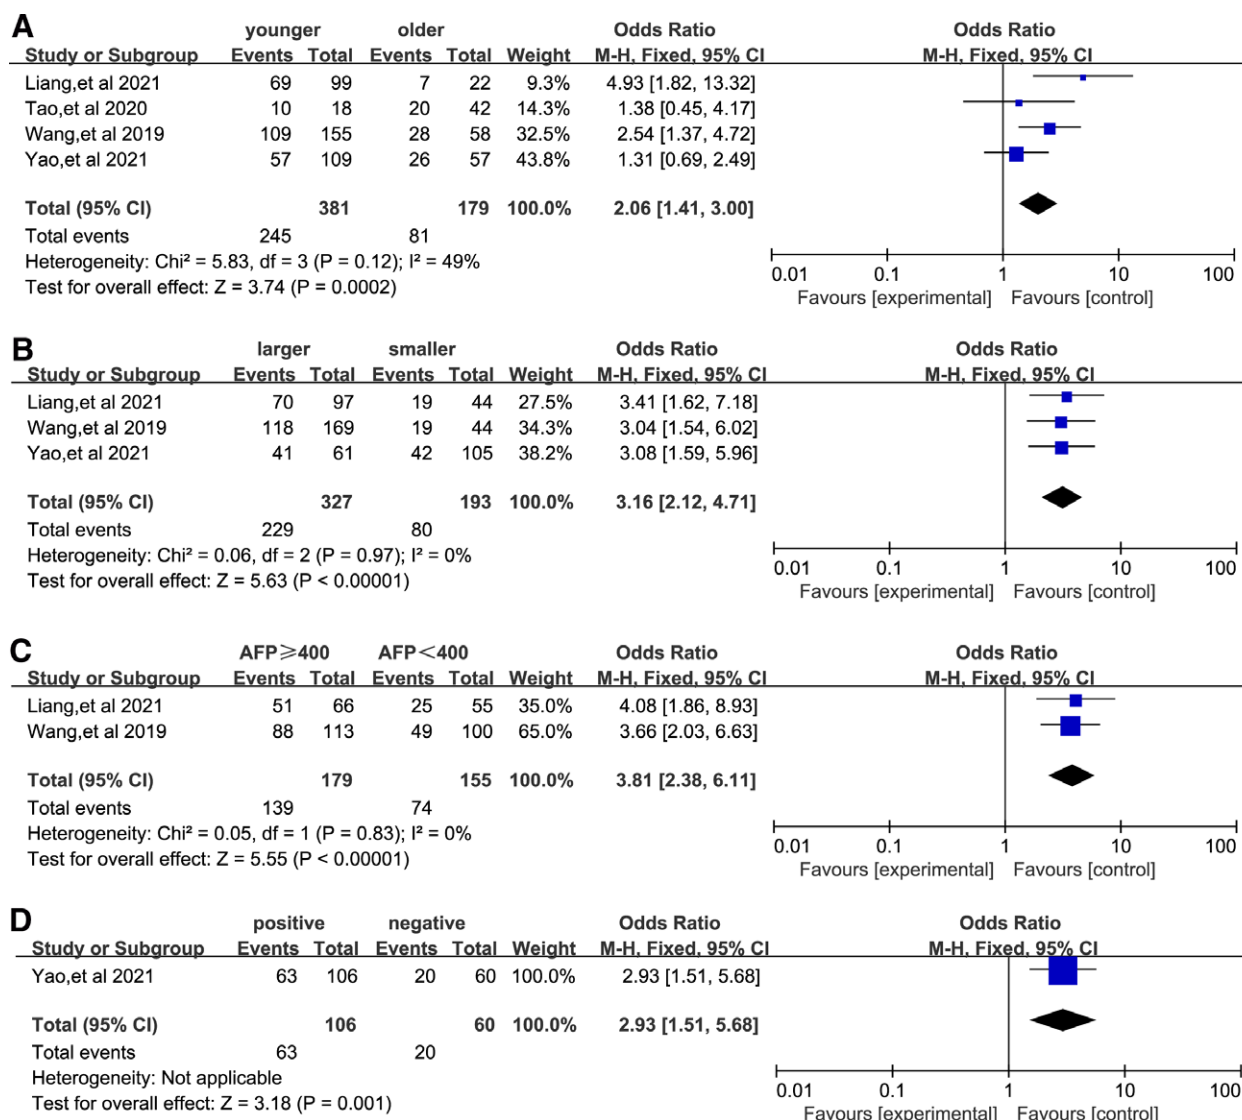 A
younger older Odds Ratio Odds Ratio
Study or Subgroup Events Total Events Total Weight M-H, Fixed, 95% CI M-H, Fixed, 95% CI
Liang,et al 2021 69 99 7 22 9.3% 4.93 [1.82, 13.32]
Tao,et al 2020 10 18 20 42 14.3% 1.38 [0.45, 4.17]
Wang,et al 2019 109 155 28 58 32.5% 2.54 [1.37, 4.72]
Yao,et al 2021 57 109 26 57 43.8% 1.31 [0.69, 2.49]
Total (95% CI) 381 179 100.0% 2.06 [1.41, 3.00]
Total events 245 81
Heterogeneity: Chi² = 5.83, df = 3 (P = 0.12); I² = 49%
Test for overall effect: Z = 3.74 (P = 0.0002)
0.01 0.1 1 10 100
Favours [experimental] Favours [control]
B
larger smaller Odds Ratio Odds Ratio
Study or Subgroup Events Total Events Total Weight M-H, Fixed, 95% CI M-H, Fixed, 95% CI
Liang,et al 2021 70 97 19 44 27.5% 3.41 [1.62, 7.18]
Wang,et al 2019 118 169 19 44 34.3% 3.04 [1.54, 6.02]
Yao,et al 2021 41 61 42 105 38.2% 3.08 [1.59, 5.96]
Total (95% CI) 327 193 100.0% 3.16 [2.12, 4.71]
Total events 229 80
Heterogeneity: Chi² = 0.06, df = 2 (P = 0.97); I² = 0%
Test for overall effect: Z = 5.63 (P < 0.00001)
0.01 0.1 1 10 100
Favours [experimental] Favours [control]
C
AFP≥400 AFP<400 Odds Ratio Odds Ratio
Study or Subgroup Events Total Events Total Weight M-H, Fixed, 95% CI M-H, Fixed, 95% CI
Liang,et al 2021 51 66 25 55 35.0% 4.08 [1.86, 8.93]
Wang,et al 2019 88 113 49 100 65.0% 3.66 [2.03, 6.63]
Total (95% CI) 179 155 100.0% 3.81 [2.38, 6.11]
Total events 139 74
Heterogeneity: Chi² = 0.05, df = 1 (P = 0.83); I² = 0%
Test for overall effect: Z = 5.55 (P < 0.00001)
0.01 0.1 1 10 100
Favours [experimental] Favours [control]
D
positive negative Odds Ratio Odds Ratio
Study or Subgroup Events Total Events Total Weight M-H, Fixed, 95% CI M-H, Fixed, 95% CI
Yao,et al 2021 63 106 20 60 100.0% 2.93 [1.51, 5.68]
Total (95% CI) 106 60 100.0% 2.93 [1.51, 5.68]
Total events 63 20
Heterogeneity: Not applicable
Test for overall effect: Z = 3.18 (P = 0.001)
0.01 0.1 1 10 100
Favours [experimental] Favours [control]